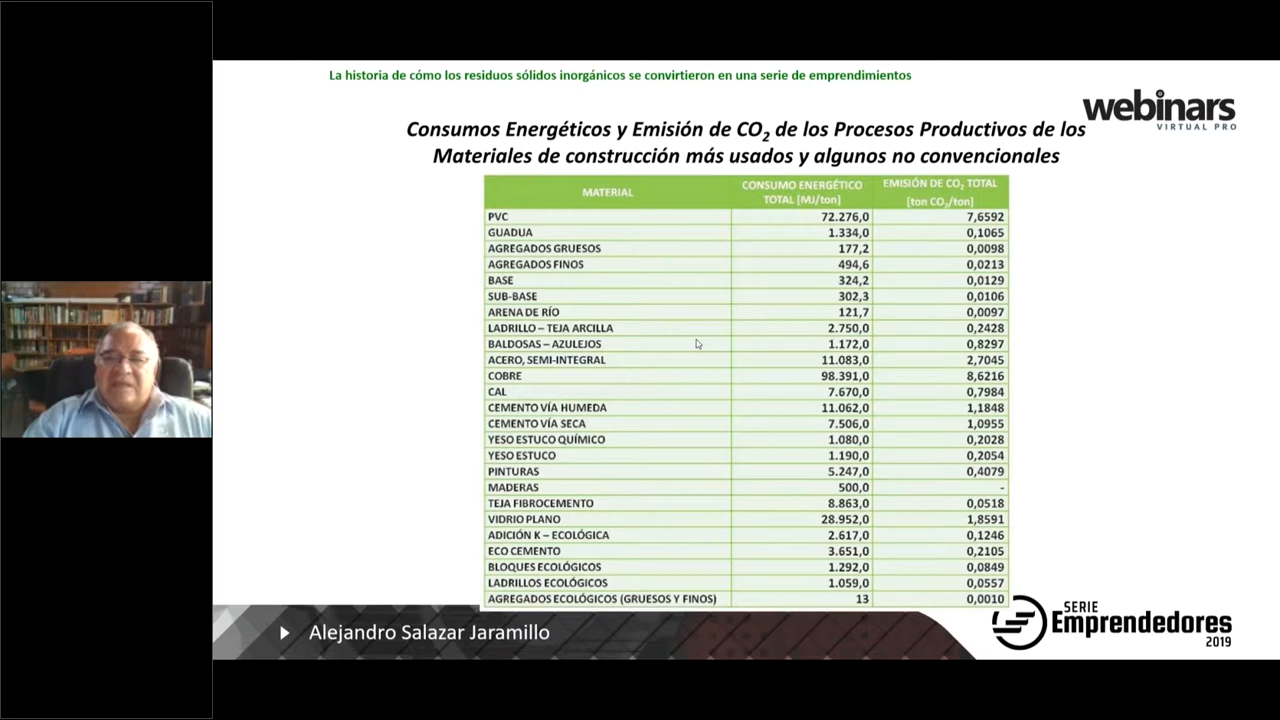 La historia de cómo los residuos sólidos inorgánicos se convirtieron en una serie de emprendimientos
webinars
VIRTUAL PRO
Consumos Energéticos y Emisión de CO2 de los Procesos Productivos de los
Materiales de construcción más usados y algunos no convencionales
MATERIAL CONSUMO ENERGÉTICO TOTAL [MJ/ton] EMISIÓN DE CO2 TOTAL [ton CO2/ton]
PVC 72.276,0 7,6592
GUADUA 1.334,0 0,1065
AGREGADOS GRUESOS 177,2 0,0098
AGREGADOS FINOS 494,6 0,0213
BASE 324,2 0,0129
SUB-BASE 302,3 0,0106
ARENA DE RÍO 121,7 0,0097
LADRILLO – TEJA ARCILLA 2.750,0 0,2428
BALDOSAS – AZULEJOS 1.172,0 0,8297
ACERO, SEMI-INTEGRAL 11.083,0 2,7045
COBRE 98.391,0 8,6216
CAL 7.670,0 0,7984
CEMENTO VÍA HUMEDA 11.062,0 1,1848
CEMENTO VÍA SECA 7.506,0 1,0955
YESO ESTUCO QUÍMICO 1.080,0 0,2028
YESO ESTUCO 1.190,0 0,2054
PINTURAS 5.247,0 0,4079
MADERAS 500,0 -
TEJA FIBROCEMENTO 8.863,0 0,0518
VIDRIO PLANO 28.952,0 1,8591
ADICIÓN K – ECOLÓGICA 2.617,0 0,1246
ECO CEMENTO 3.651,0 0,2105
BLOQUES ECOLÓGICOS 1.292,0 0,0849
LADRILLOS ECOLÓGICOS 1.059,0 0,0557
AGREGADOS ECOLÓGICOS (GRUESOS Y FINOS) 13 0,0010
Alejandro Salazar Jaramillo
SERIE
Emprendedores
2019